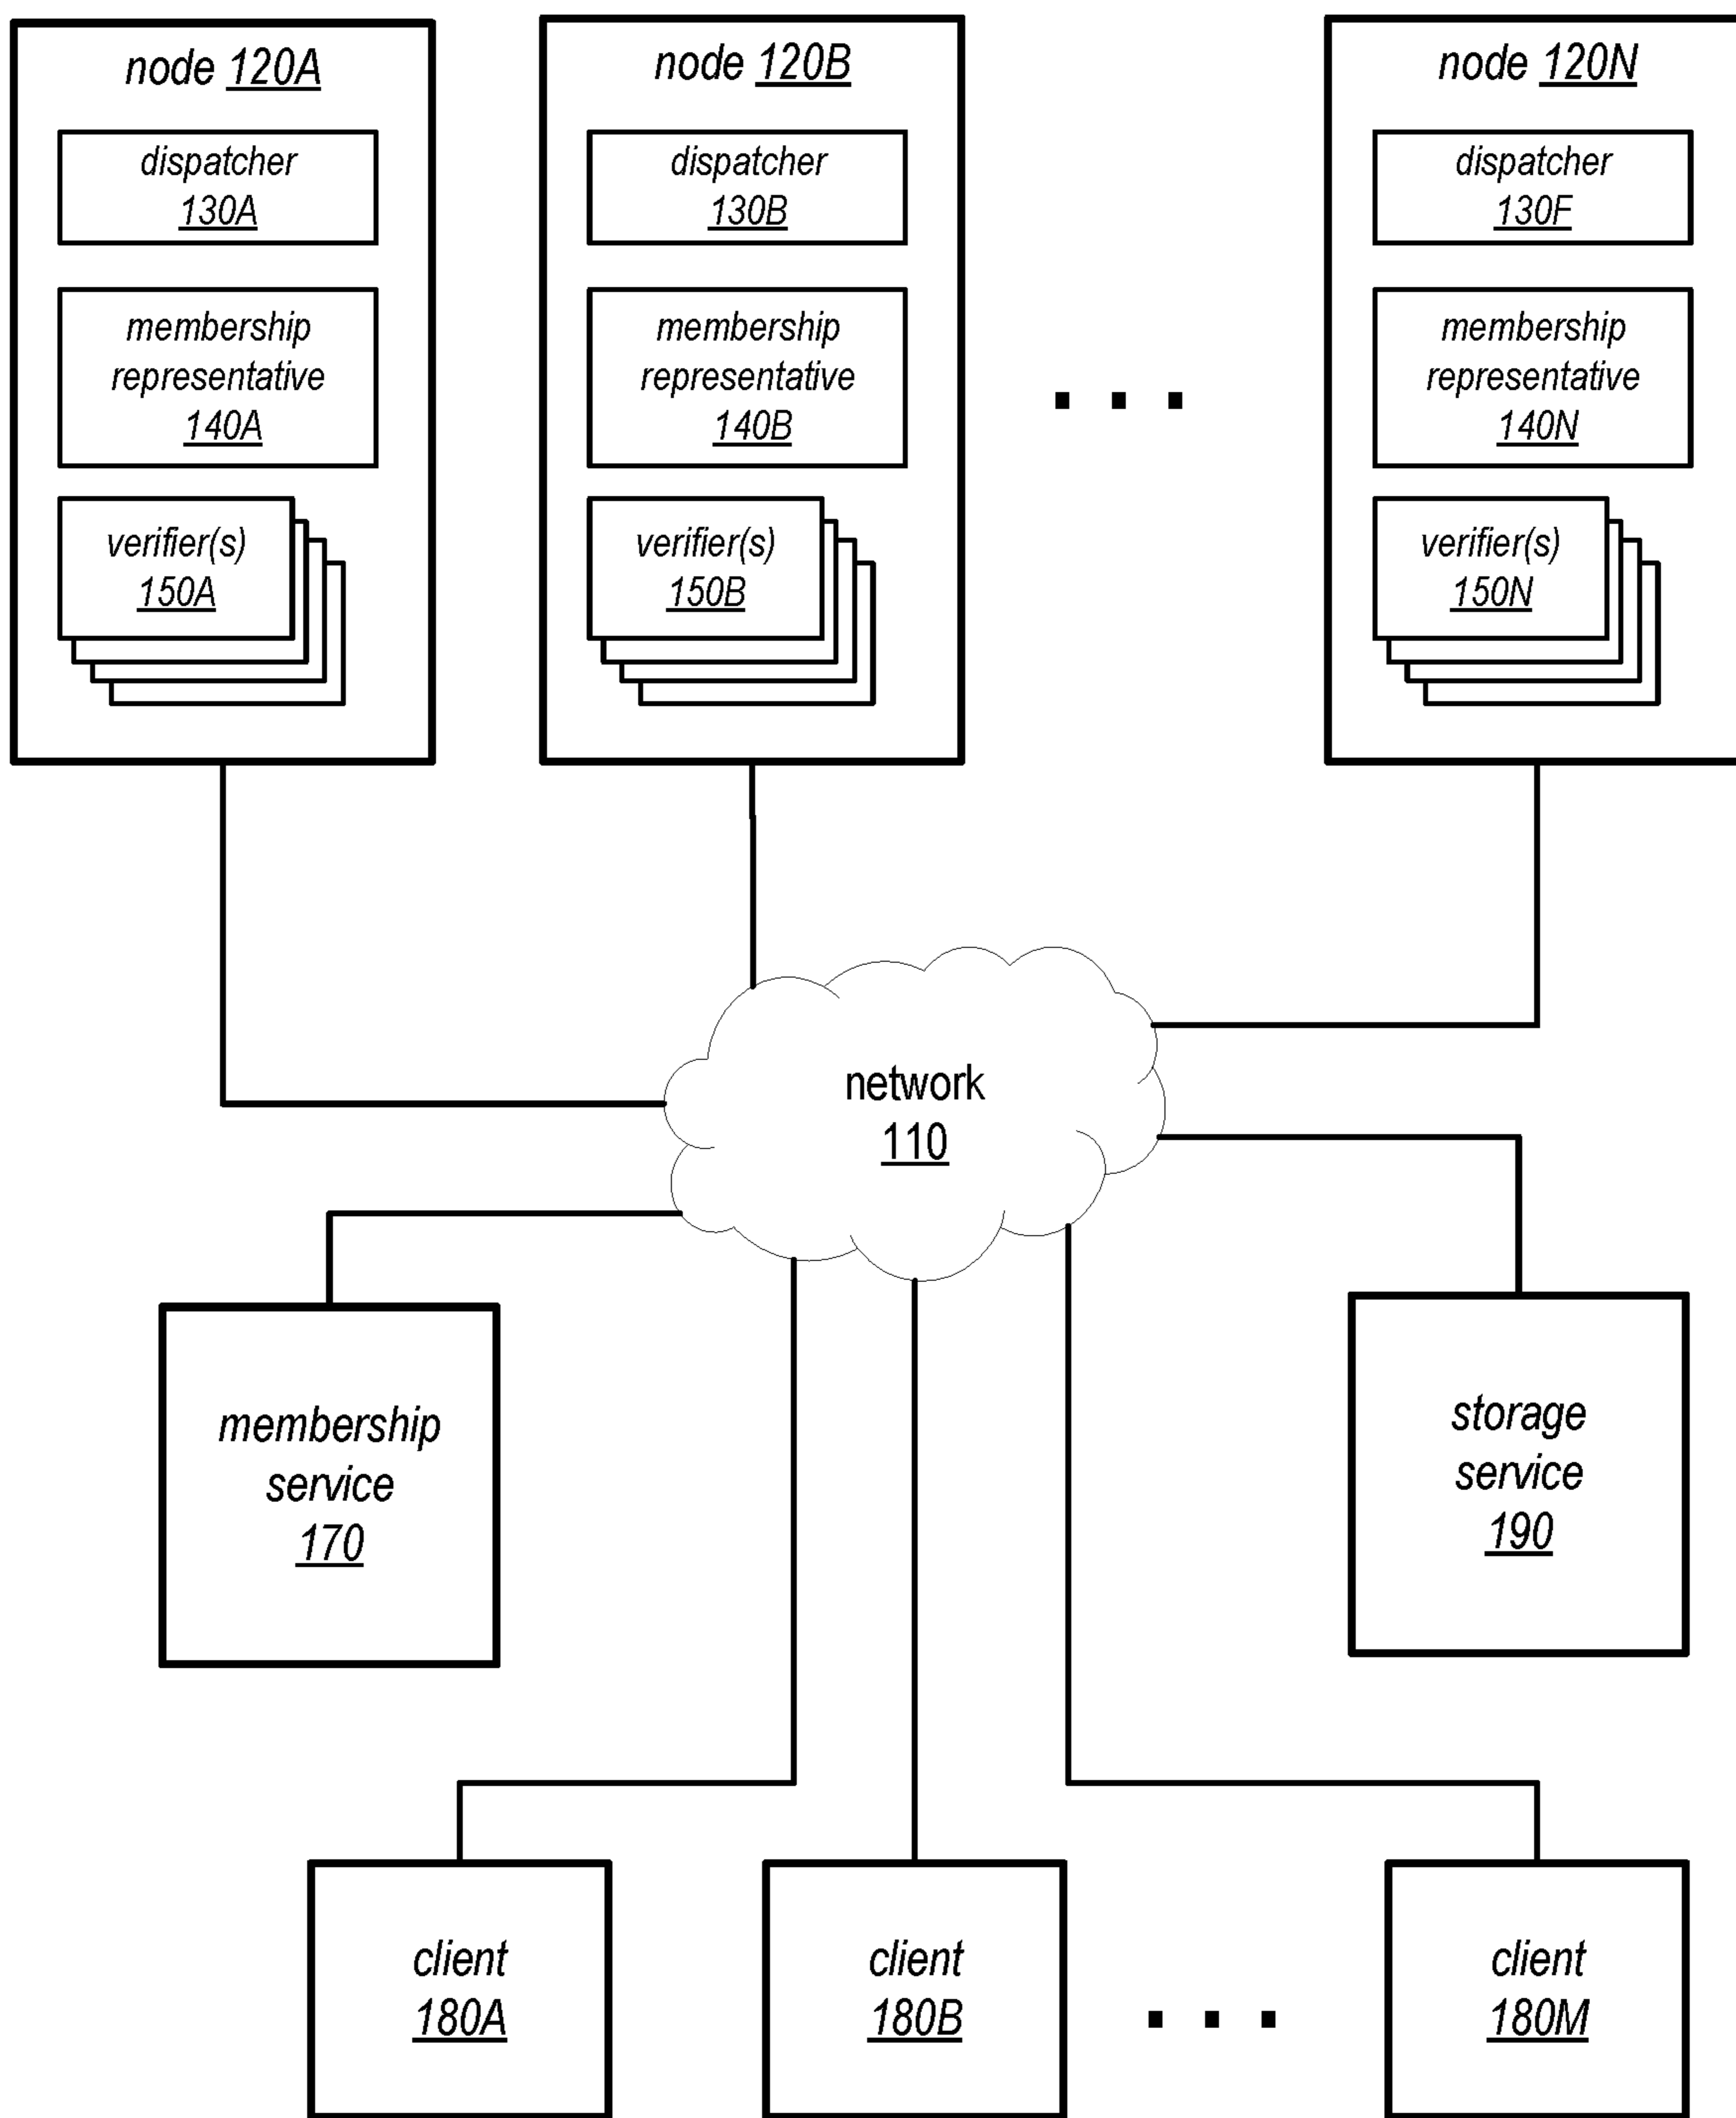 node 120A
dispatcher
130A
membership
representative
140A
verifier(s)
150A
node 120B
dispatcher
130B
membership
representative
140B
verifier(s)
150B
. . .
node 120N
dispatcher
130F
membership
representative
140N
verifier(s)
150N
network
110
membership
service
170
storage
service
190
client
180A
client
180B
. . .
client
180M